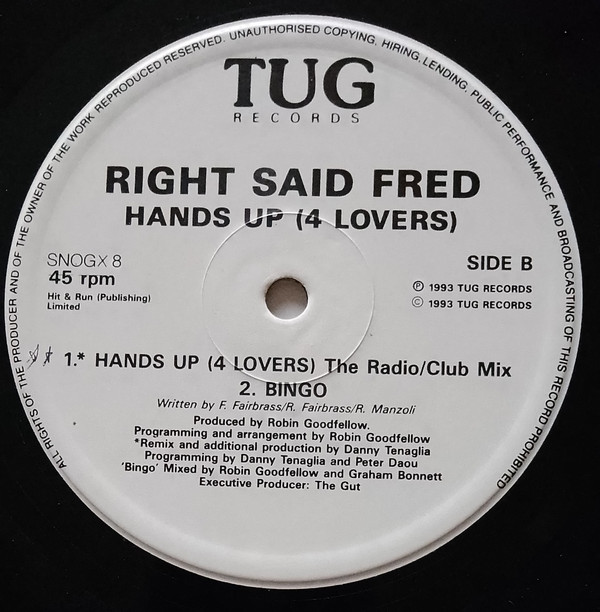 ALL RIGHTS OF THE PRODUCER AND OF THE OWNER OF THE WORK REPRODUCED RESERVED. UNAUTHORISED COPYING, HIRING, LENDING, PUBLIC PERFORMANCE AND BROADCASTING OF THIS RECORD PROHIBITED
TUG
RECORDS
RIGHT SAID FRED
HANDS UP (4 LOVERS)
SNOGX 8
45 rpm
Hit & Run (Publishing)
Limited
SIDE B
℗ 1993 TUG RECORDS
© 1993 TUG RECORDS
1.* HANDS UP (4 LOVERS) The Radio/Club Mix
2. BINGO
Written by F. Fairbrass/R. Fairbrass/R. Manzoli
Produced by Robin Goodfellow.
Programming and arrangement by Robin Goodfellow
*Remix and additional production by Danny Tenaglia
Programming by Danny Tenaglia and Peter Daou
'Bingo' Mixed by Robin Goodfellow and Graham Bonnett
Executive Producer: The Gut